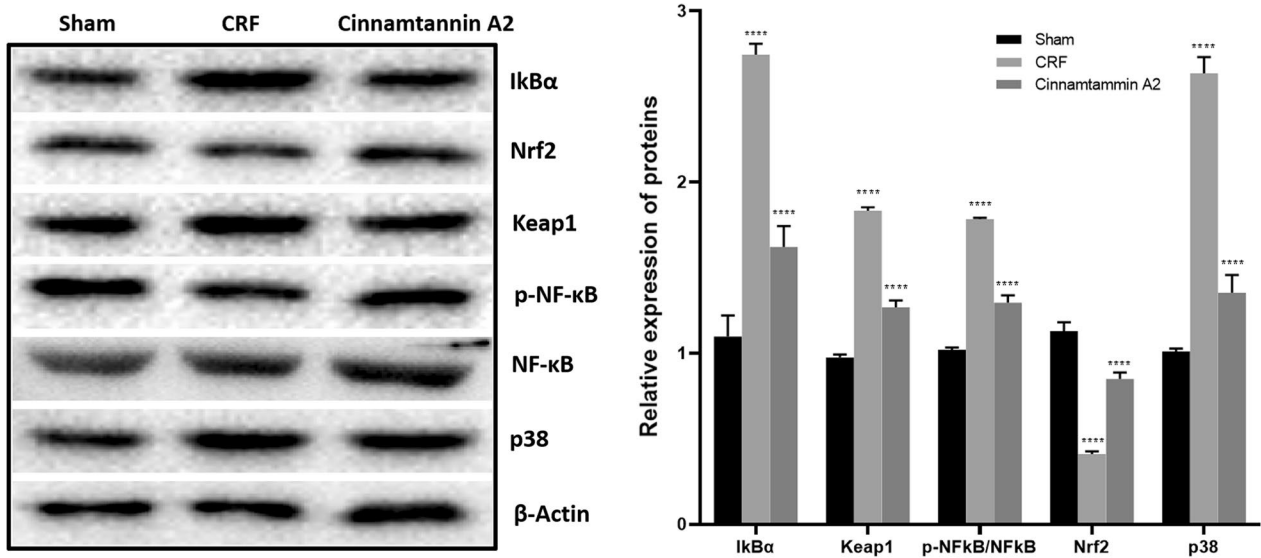 Sham CRF Cinnamtannin A2
IkBα
Nrf2
Keap1
p-NF-κB
NF-κB
p38
β-Actin
Relative expression of proteins
3
2
1
0
Sham
CRF
Cinnamtammin A2
**** **** **** **** **** **** **** **** **** ****
IkBα Keap1 p-NFkB/NFkB Nrf2 p38